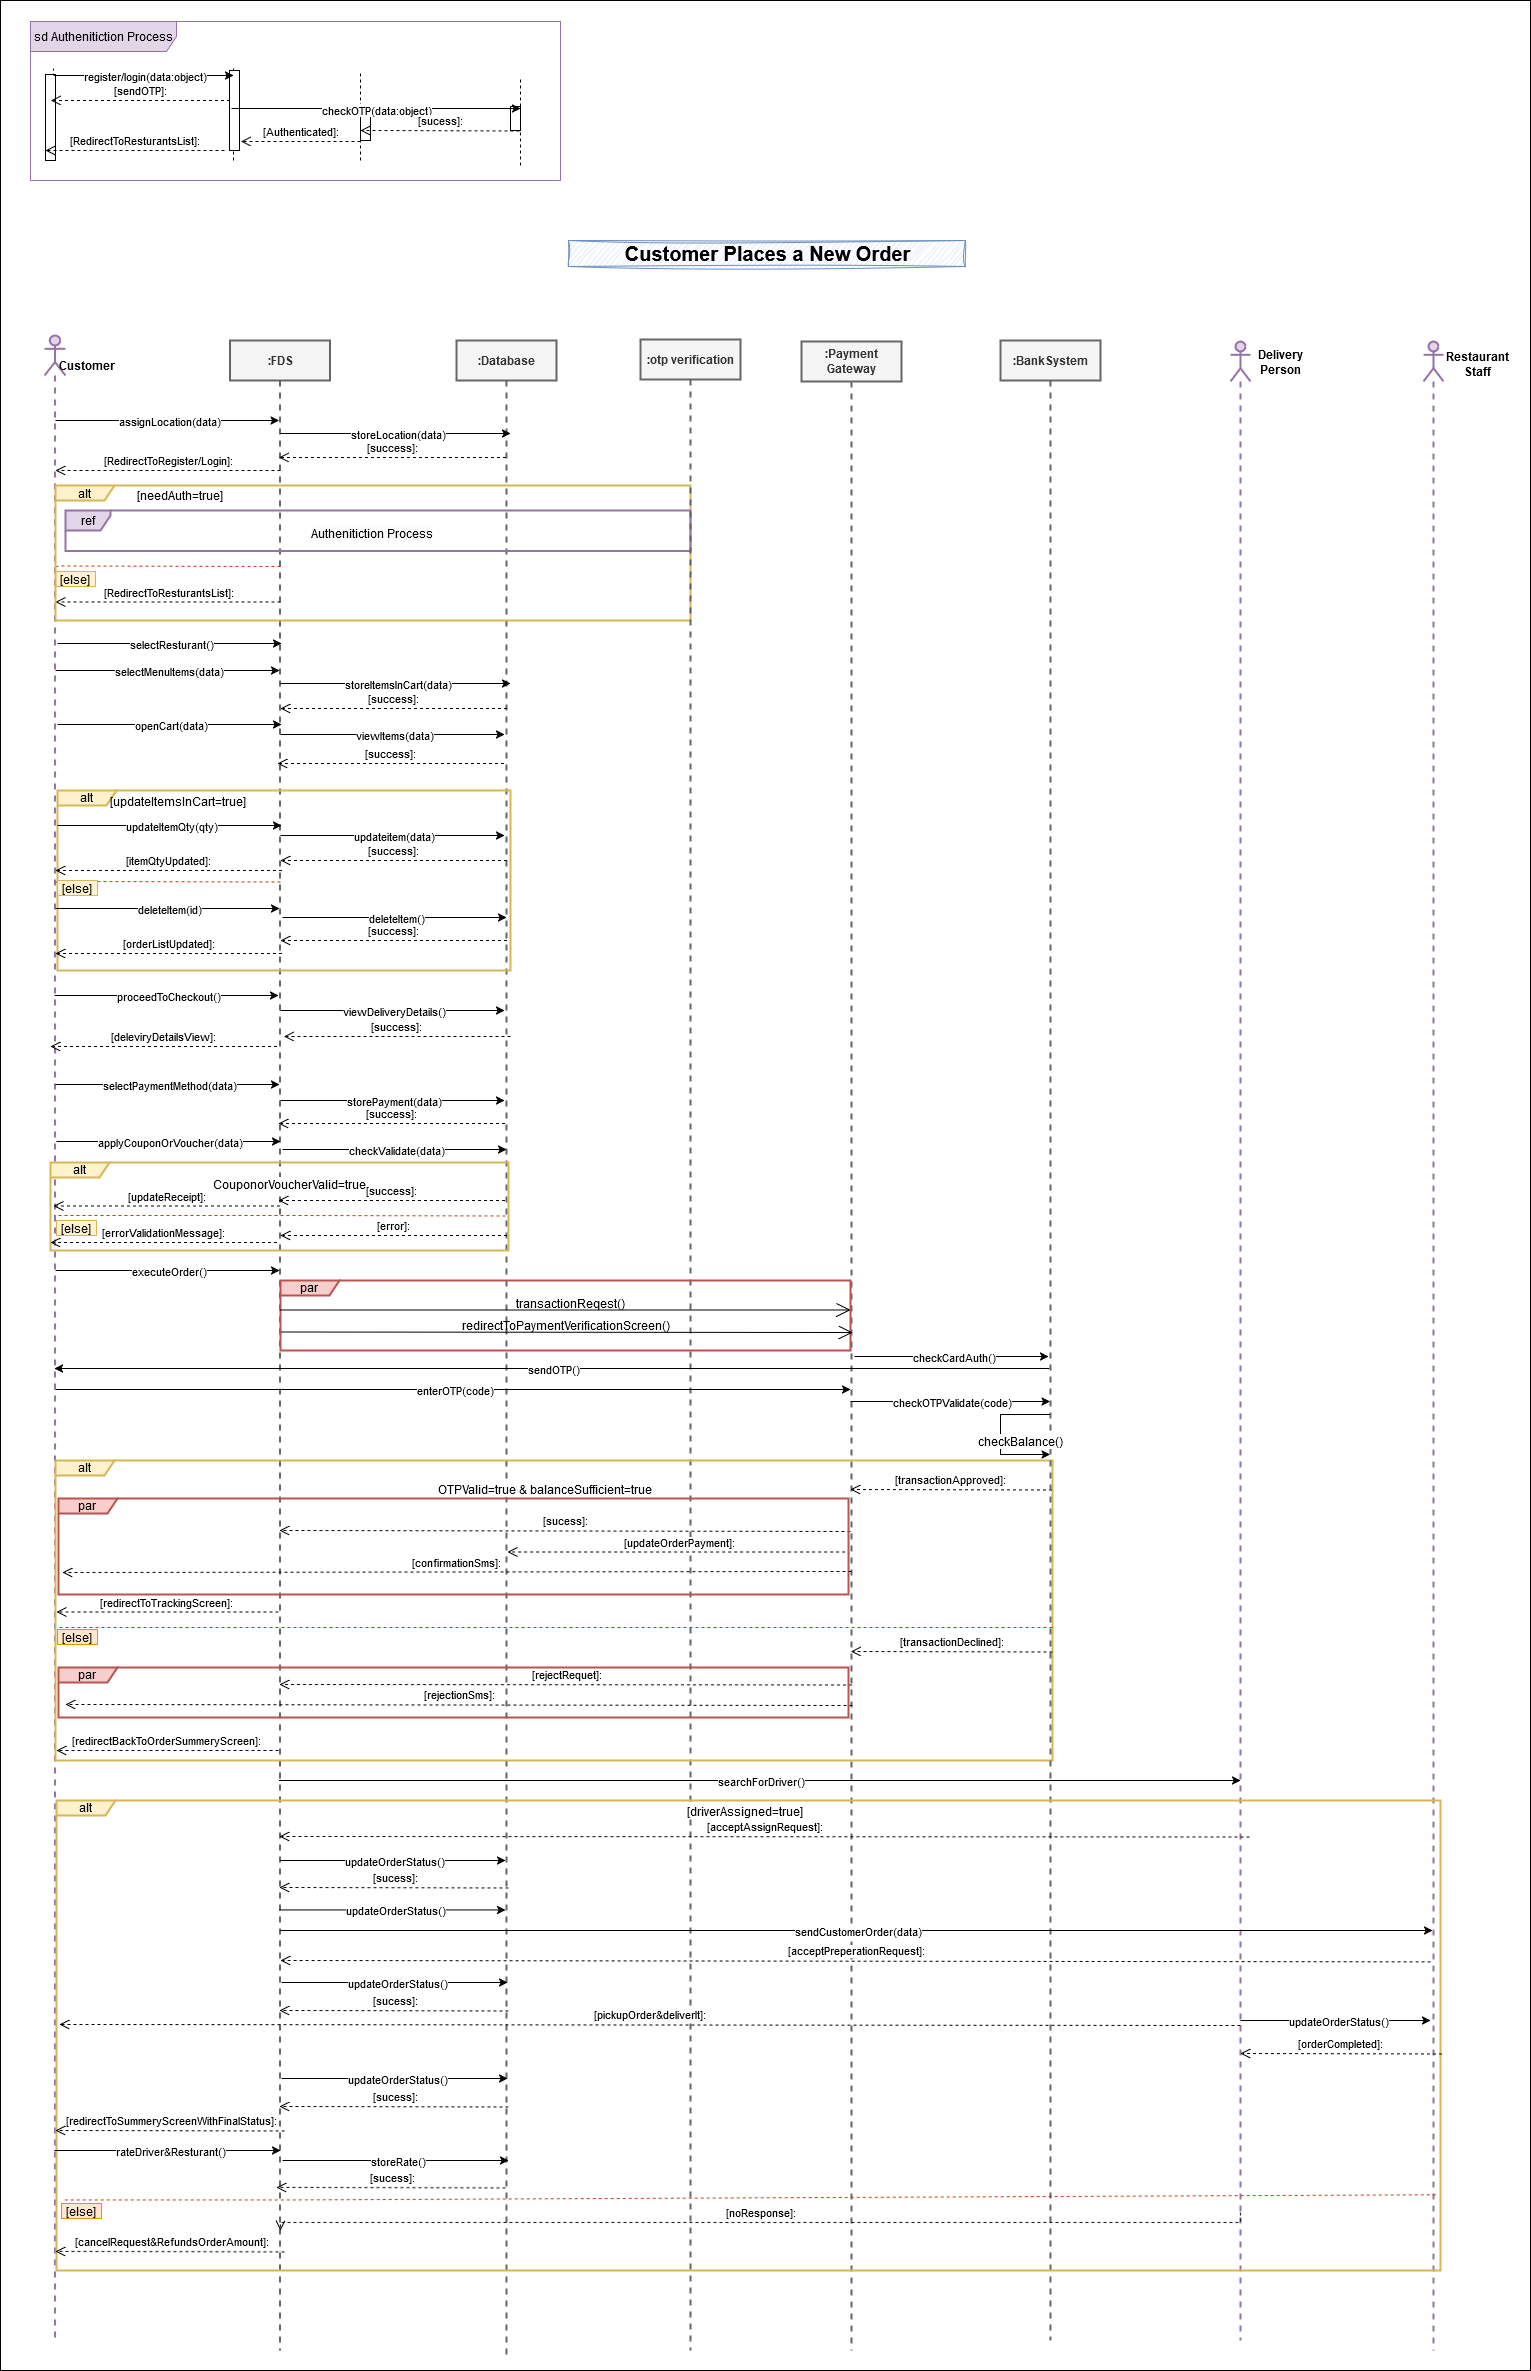 sd Authenitiction Process
register/login(data:object)
[sendOTP]:
checkOTP(data:object)
[sucess]:
[Authenticated]:
[RedirectToResturantsList]:
Customer Places a New Order
Customer
:FDS
:Database
:otp verification
:Payment
Gateway
:BankSystem
Delivery
Person
Restaurant
Staff
assignLocation(data)
storeLocation(data)
[success]:
[RedirectToRegister/Login]:
alt
[needAuth=true]
ref
Authenitiction Process
[else]
[RedirectToResturantsList]:
selectResturant()
selectMenuItems(data)
storeItemsInCart(data)
[success]:
openCart(data)
viewItems(data)
[success]:
alt
[updateItemsInCart=true]
updateItemQty(qty)
updateitem(data)
[success]:
[itemQtyUpdated]:
[else]
deleteItem(id)
deleteItem()
[success]:
[orderListUpdated]:
proceedToCheckout()
viewDeliveryDetails()
[success]:
[deleviryDetailsView]:
selectPaymentMethod(data)
storePayment(data)
[success]:
applyCouponOrVoucher(data)
checkValidate(data)
alt
CouponorVoucherValid=true
[success]:
[updateReceipt]:
[else]
[error]:
[errorValidationMessage]:
executeOrder()
par
transactionReqest()
redirectToPaymentVerificationScreen()
checkCardAuth()
sendOTP()
enterOTP(code)
checkOTPValidate(code)
checkBalance()
alt
[transactionApproved]:
OTPValid=true & balanceSufficient=true
par
[sucess]:
[updateOrderPayment]:
[confirmationSms]:
[redirectToTrackingScreen]:
[else]
[transactionDeclined]:
par
[rejectRequet]:
[rejectionSms]:
[redirectBackToOrderSummeryScreen]:
searchForDriver()
alt
[driverAssigned=true]
[acceptAssignRequest]:
updateOrderStatus()
[sucess]:
updateOrderStatus()
sendCustomerOrder(data)
[acceptPreperationRequest]:
updateOrderStatus()
[sucess]:
[pickupOrder&deliverIt]:
updateOrderStatus()
[orderCompleted]:
updateOrderStatus()
[sucess]:
[redirectToSummeryScreenWithFinalStatus]:
rateDriver&Resturant()
storeRate()
[sucess]:
[else]
[noResponse]:
[cancelRequest&RefundsOrderAmount]: